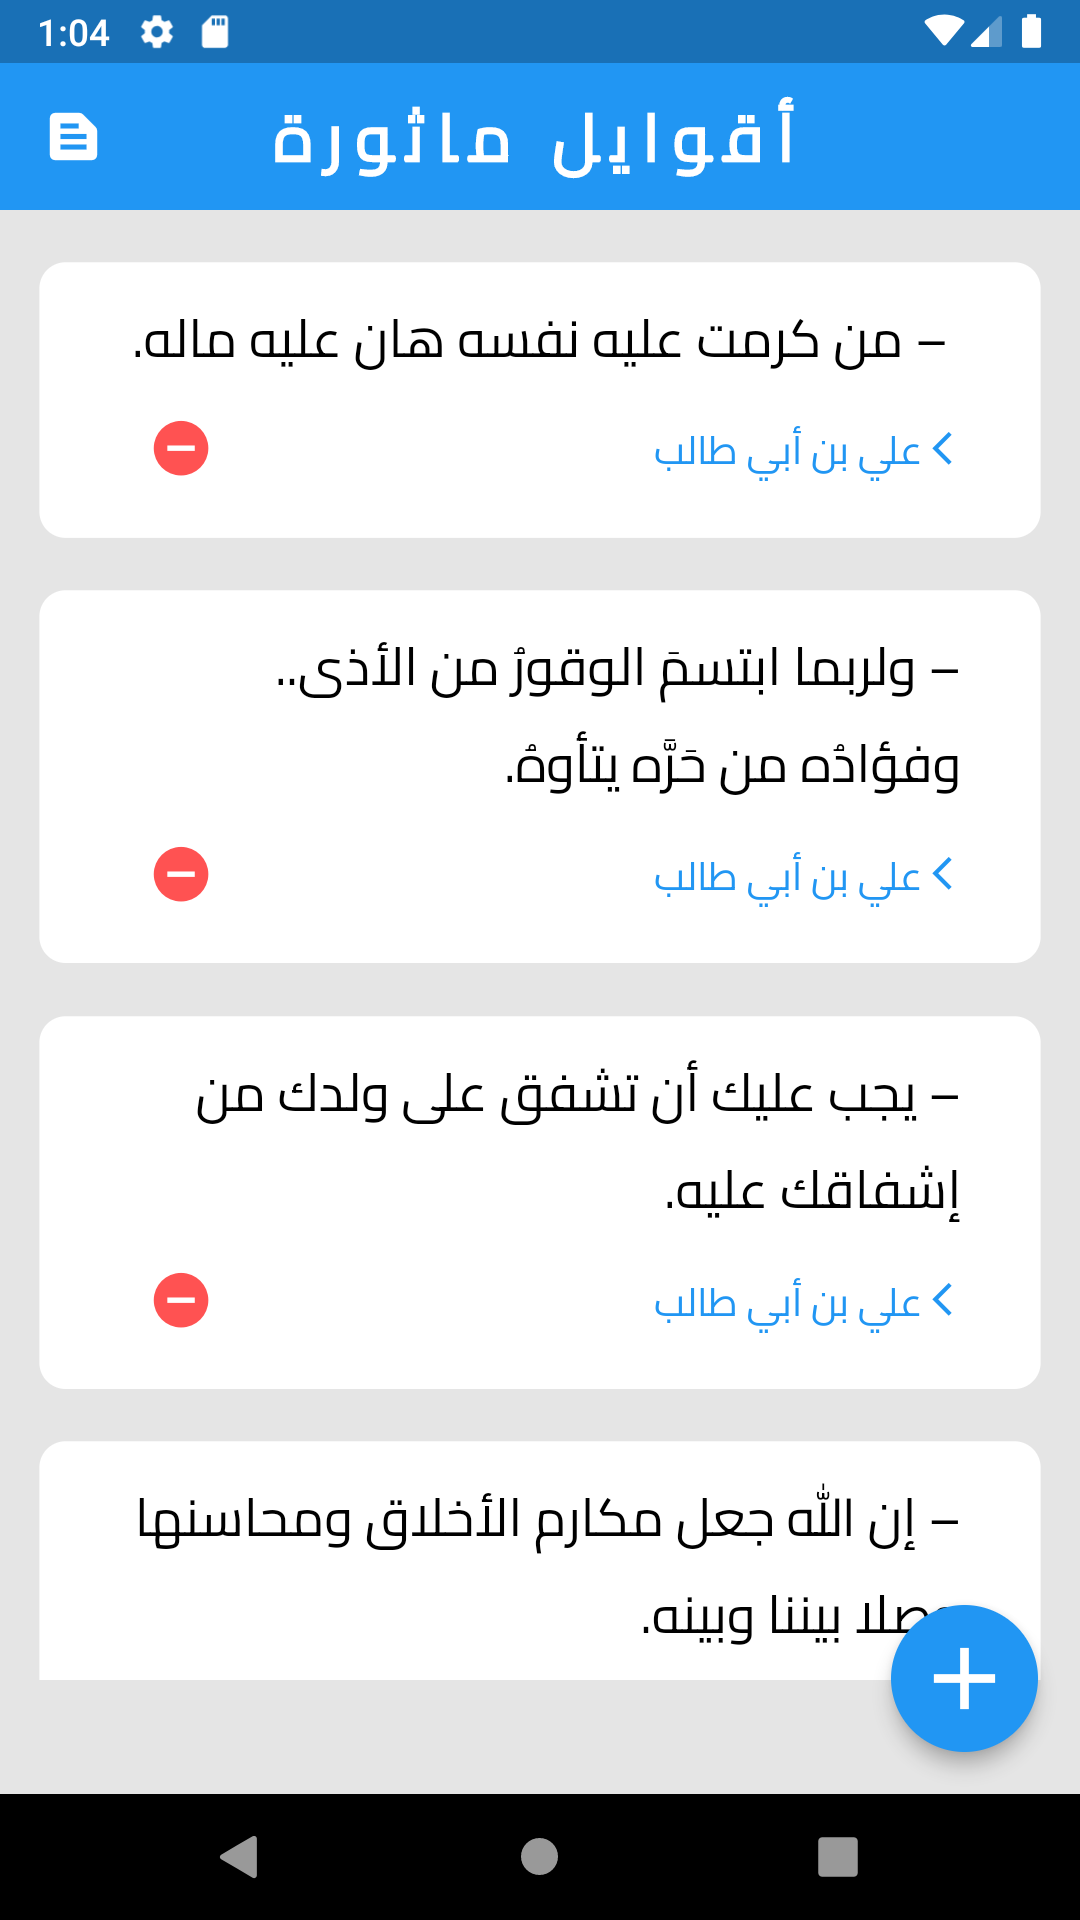 1:04
أقوايل ماثورة
– من كرمت عليه نفسه هان عليه ماله.
علي بن أبي طالب
– ولربما ابتسمَ الوقورُ من الأذى..
وفؤادُه من حَرَّه يتأوهُ.
علي بن أبي طالب
– يجب عليك أن تشفق على ولدك من
إشفاقك عليه.
علي بن أبي طالب
– إن الله جعل مكارم الأخلاق ومحاسنها
بيننا وبينه.